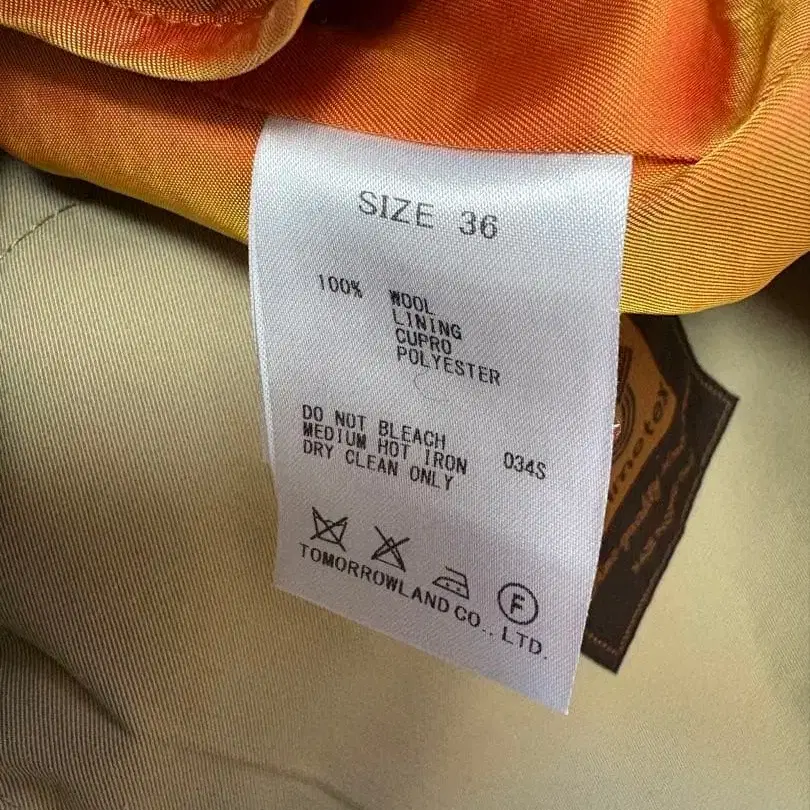 SIZE 36
100% WOOL
LINING
CUPRO
POLYESTER
DO NOT BLEACH
MEDIUM HOT IRON 034S
DRY CLEAN ONLY
F
TOMORROWLAND CO., LTD.